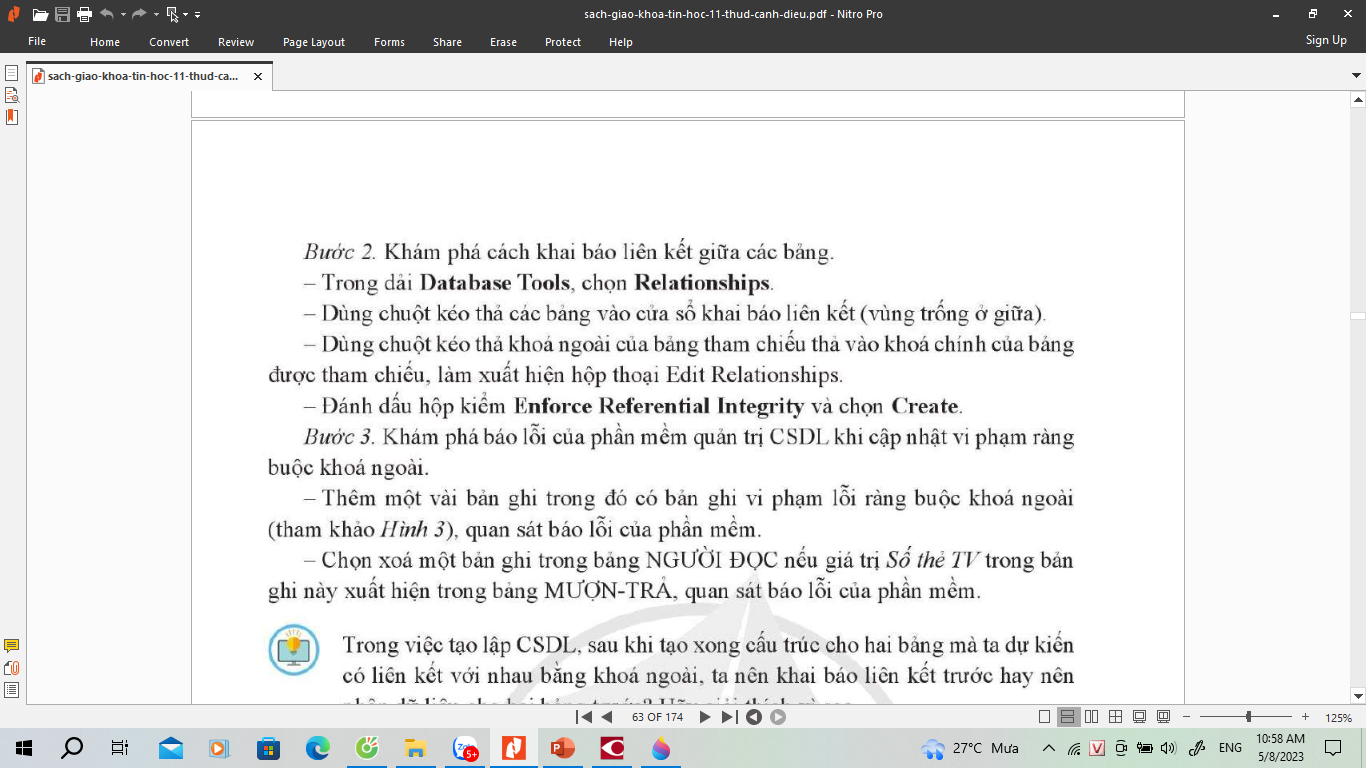 sach-giao-khoa-tin-hoc-11-thud-canh-dieu.pdf - Nitro Pro
File Home Convert Review Page Layout Forms Share Erase Protect Help Sign Up
sach-giao-khoa-tin-hoc-11-thud-ca...
Bước 2. Khám phá cách khai báo liên kết giữa các bảng.
– Trong dải Database Tools, chọn Relationships.
– Dùng chuột kéo thả các bảng vào cửa sổ khai báo liên kết (vùng trống ở giữa).
– Dùng chuột kéo thả khoá ngoài của bảng tham chiếu thả vào khoá chính của bảng
được tham chiếu, làm xuất hiện hộp thoại Edit Relationships.
– Đánh dấu hộp kiểm Enforce Referential Integrity và chọn Create.
Bước 3. Khám phá báo lỗi của phần mềm quản trị CSDL khi cập nhật vi phạm ràng
buộc khoá ngoài.
– Thêm một vài bản ghi trong đó có bản ghi vi phạm lỗi ràng buộc khoá ngoài
(tham khảo Hình 3), quan sát báo lỗi của phần mềm.
– Chọn xoá một bản ghi trong bảng NGƯỜI ĐỌC nếu giá trị Số thẻ TV trong bản
ghi này xuất hiện trong bảng MƯỢN-TRẢ, quan sát báo lỗi của phần mềm.
Trong việc tạo lập CSDL, sau khi tạo xong cấu trúc cho hai bảng mà ta dự kiến
có liên kết với nhau bằng khoá ngoài, ta nên khai báo liên kết trước hay nên
63 OF 174
125%
27°C Mưa
ENG
10:58 AM
5/8/2023